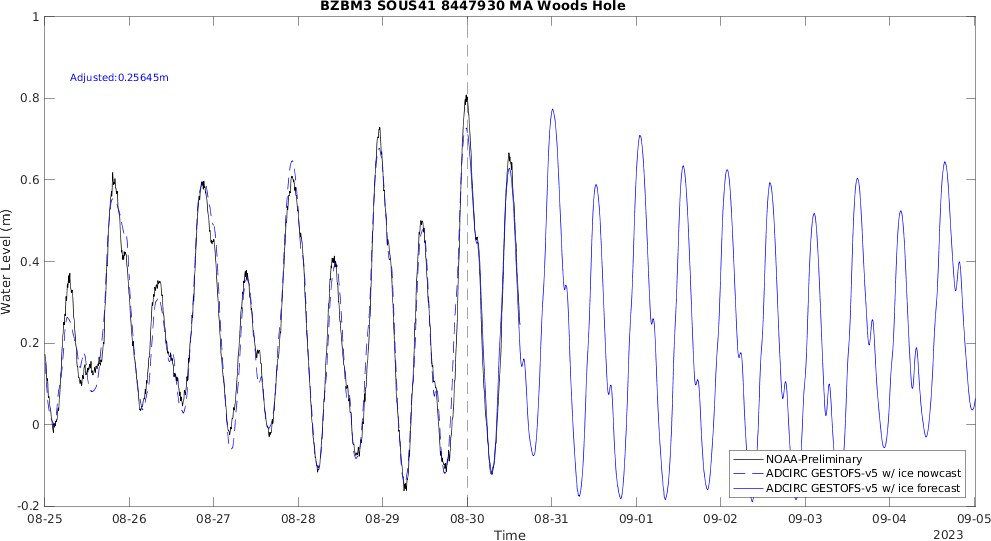 BZBM3 SOUS41 8447930 MA Woods Hole
Adjusted:0.25645m
Water Level (m)
1
0.8
0.6
0.4
0.2
0
-0.2
NOAA-Preliminary
ADCIRC GESTOFS-v5 w/ ice nowcast
ADCIRC GESTOFS-v5 w/ ice forecast
08-25 08-26 08-27 08-28 08-29 08-30 08-31 09-01 09-02 09-03 09-04 09-05
Time
2023